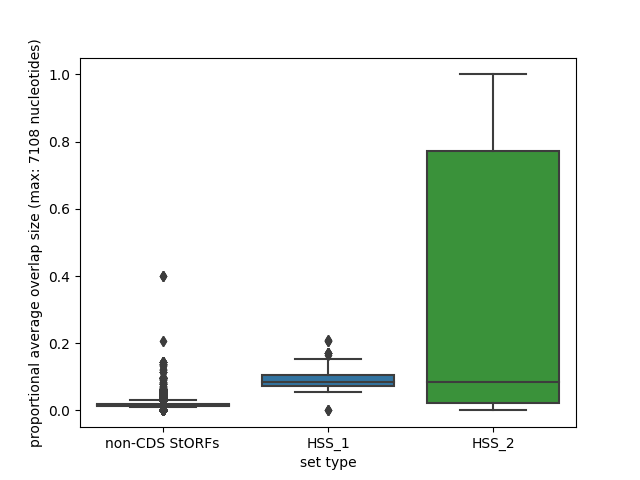 proportional average overlap size (max: 7108 nucleotides)
1.0
0.8
0.6
0.4
0.2
0.0
non-CDS StORFs HSS_1 HSS_2
set type